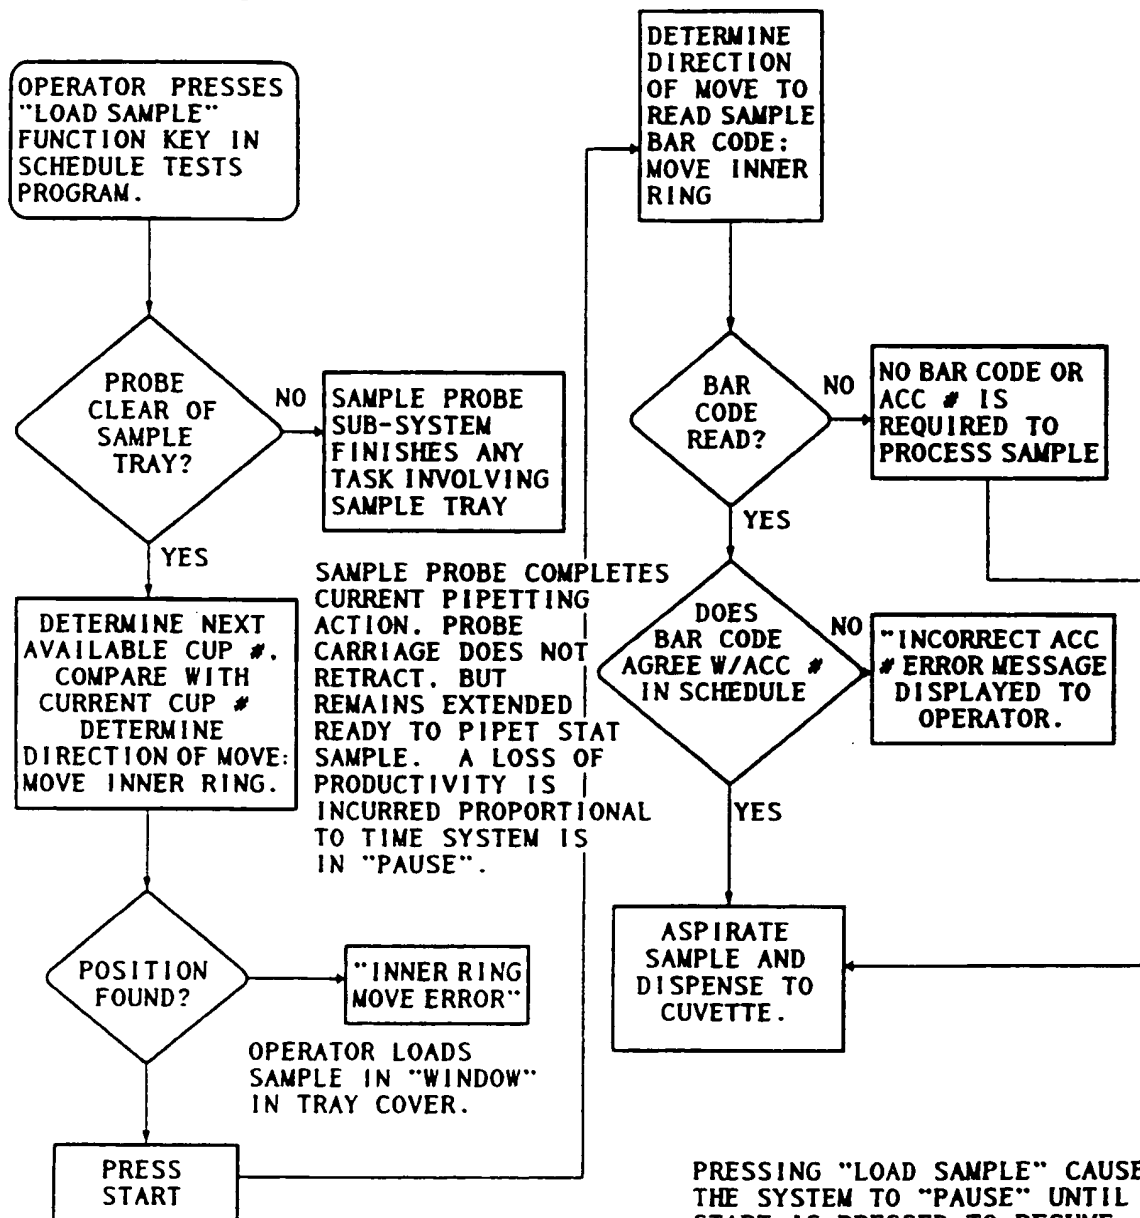 OPERATOR PRESSES
"LOAD SAMPLE"
FUNCTION KEY IN
SCHEDULE TESTS
PROGRAM.
PROBE
CLEAR OF
SAMPLE
TRAY?
NO
SAMPLE PROBE
SUB-SYSTEM
FINISHES ANY
TASK INVOLVING
SAMPLE TRAY
YES
DETERMINE NEXT
AVAILABLE CUP #.
COMPARE WITH
CURRENT CUP #
DETERMINE
DIRECTION OF MOVE:
MOVE INNER RING.
SAMPLE PROBE COMPLETES
CURRENT PIPETTING
ACTION. PROBE
CARRIAGE DOES NOT
RETRACT, BUT
REMAINS EXTENDED
READY TO PIPET STAT
SAMPLE. A LOSS OF
PRODUCTIVITY IS
INCURRED PROPORTIONAL
TO TIME SYSTEM IS
IN "PAUSE".
POSITION
FOUND?
"INNER RING
MOVE ERROR"
OPERATOR LOADS
SAMPLE IN "WINDOW"
IN TRAY COVER.
PRESS
START
DETERMINE
DIRECTION
OF MOVE TO
READ SAMPLE
BAR CODE:
MOVE INNER
RING
BAR
CODE
READ?
NO
NO BAR CODE OR
ACC # IS
REQUIRED TO
PROCESS SAMPLE
YES
DOES
BAR CODE
AGREE W/ACC #
IN SCHEDULE
NO
"INCORRECT ACC
# ERROR MESSAGE
DISPLAYED TO
OPERATOR.
YES
ASPIRATE
SAMPLE AND
DISPENSE TO
CUVETTE.
PRESSING "LOAD SAMPLE" CAUSE
THE SYSTEM TO "PAUSE" UNTIL
START IS PRESSED TO RESUME